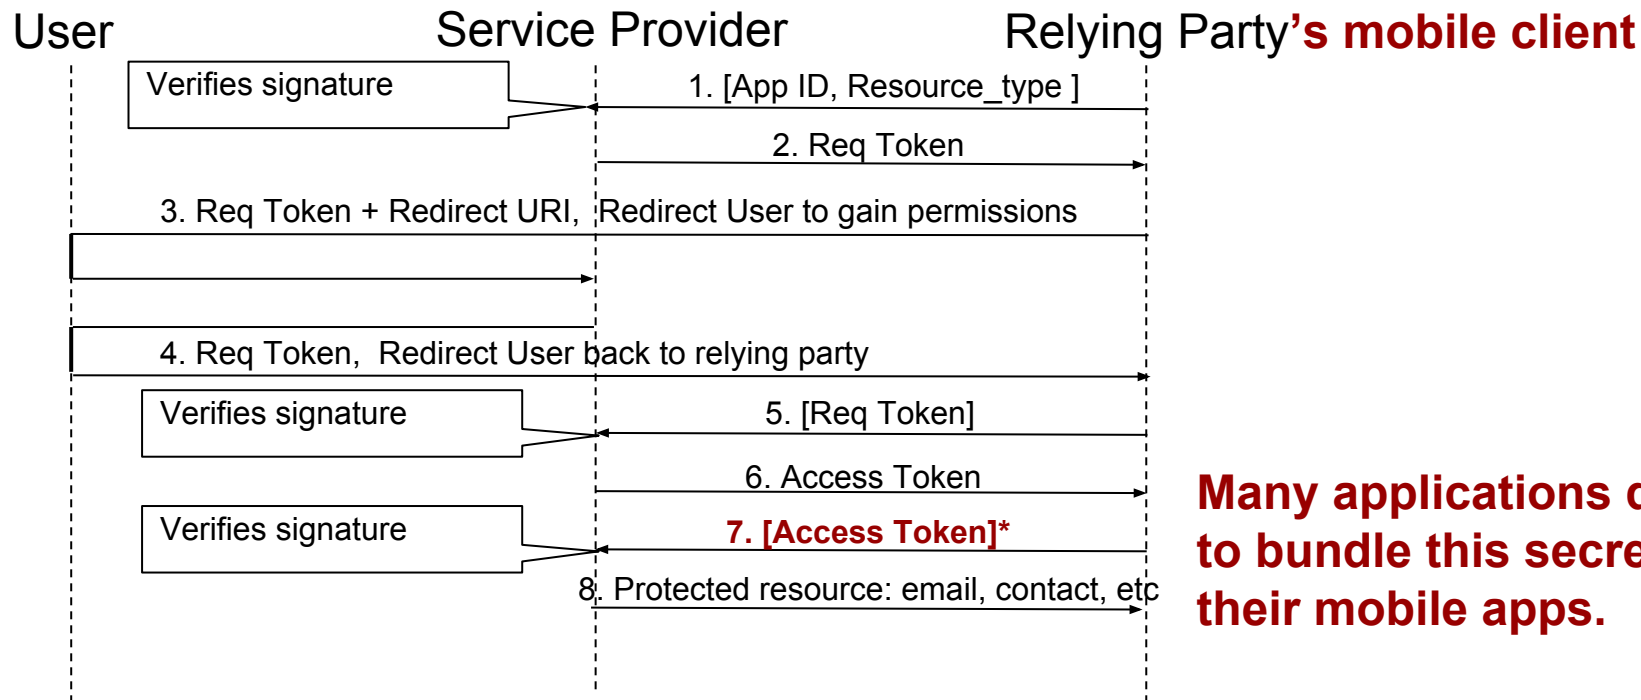 User
Service Provider
Relying Party's mobile client
Verifies signature
1. [App ID, Resource_type ]
2. Req Token
3. Req Token + Redirect URI, Redirect User to gain permissions
4. Req Token, Redirect User back to relying party
Verifies signature
5. [Req Token]
6. Access Token
Verifies signature
7. [Access Token]*
8. Protected resource: email, contact, etc
Many applications
to bundle this
their mobile apps.